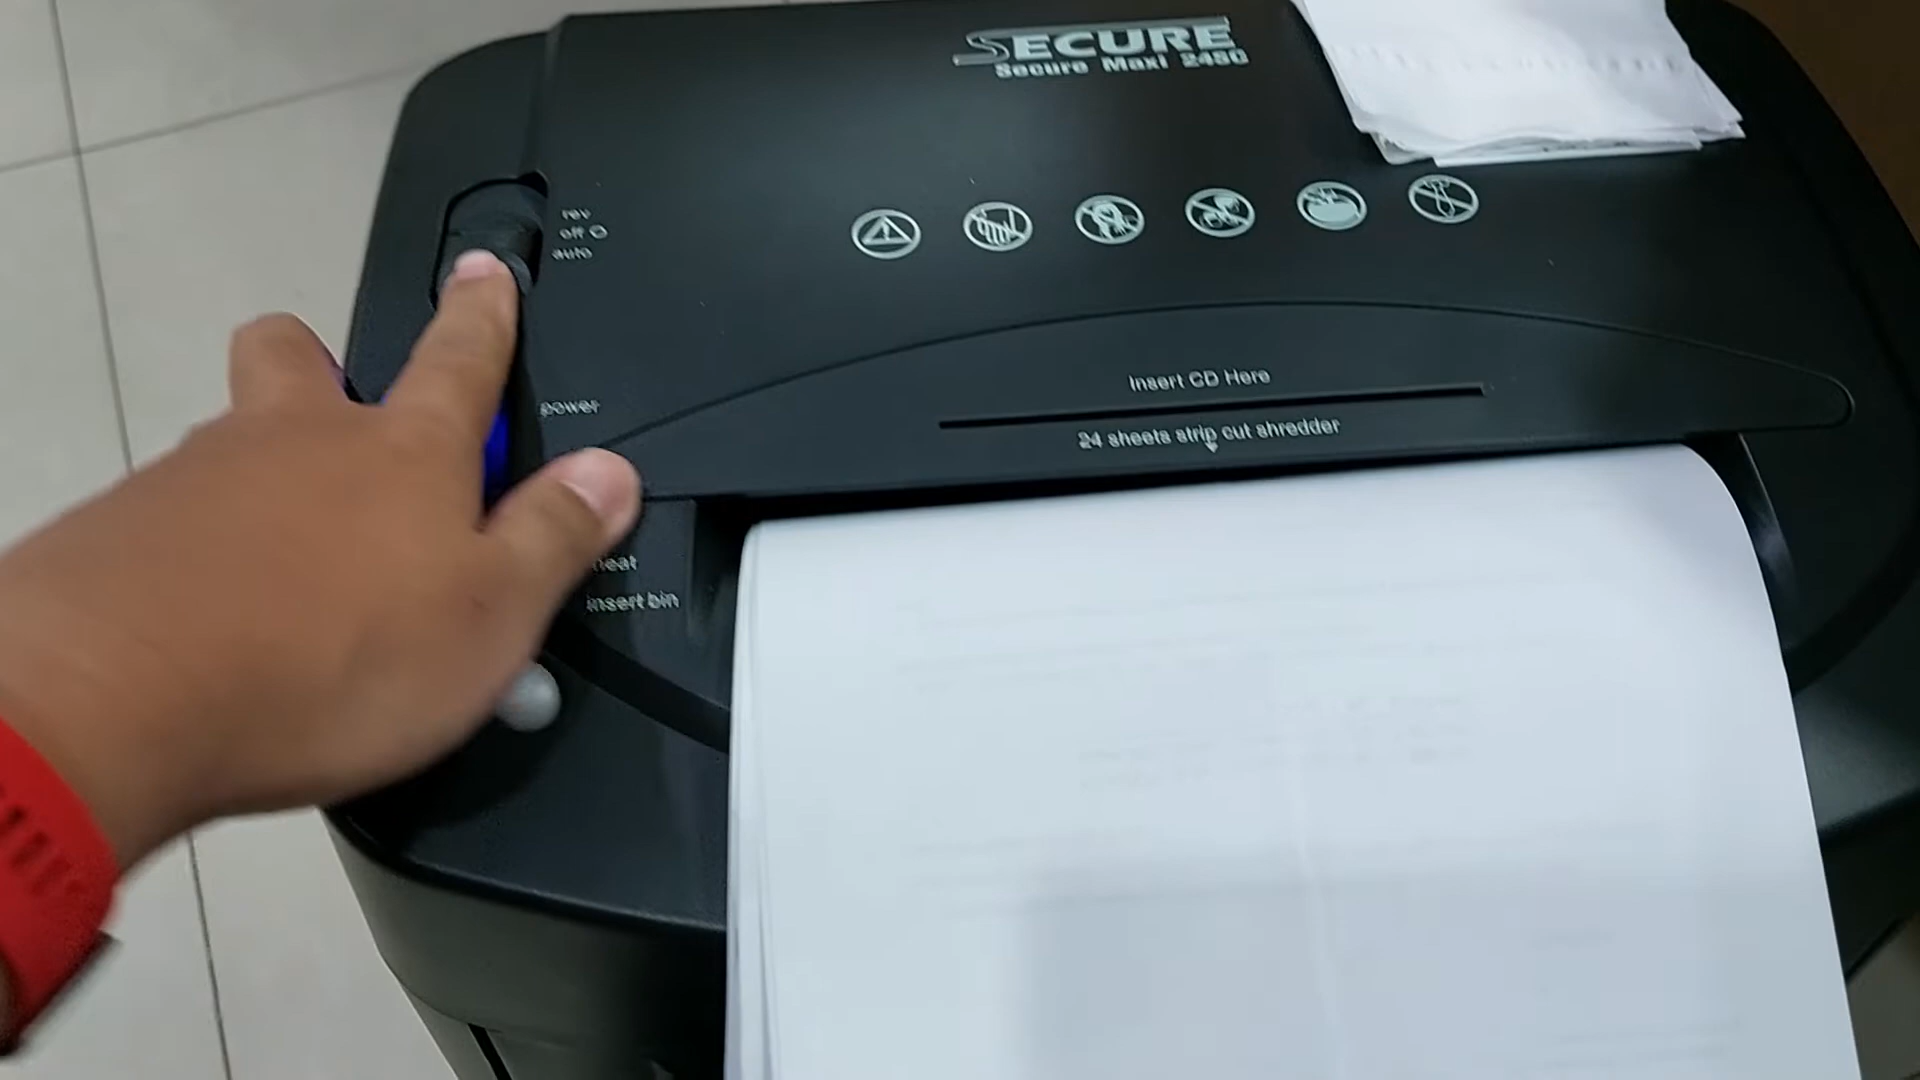 SECURE
Secure Maxi 2480
rev
off
auto
Insert CD Here
24 sheets strip cut shredder
power
heat
insert bin